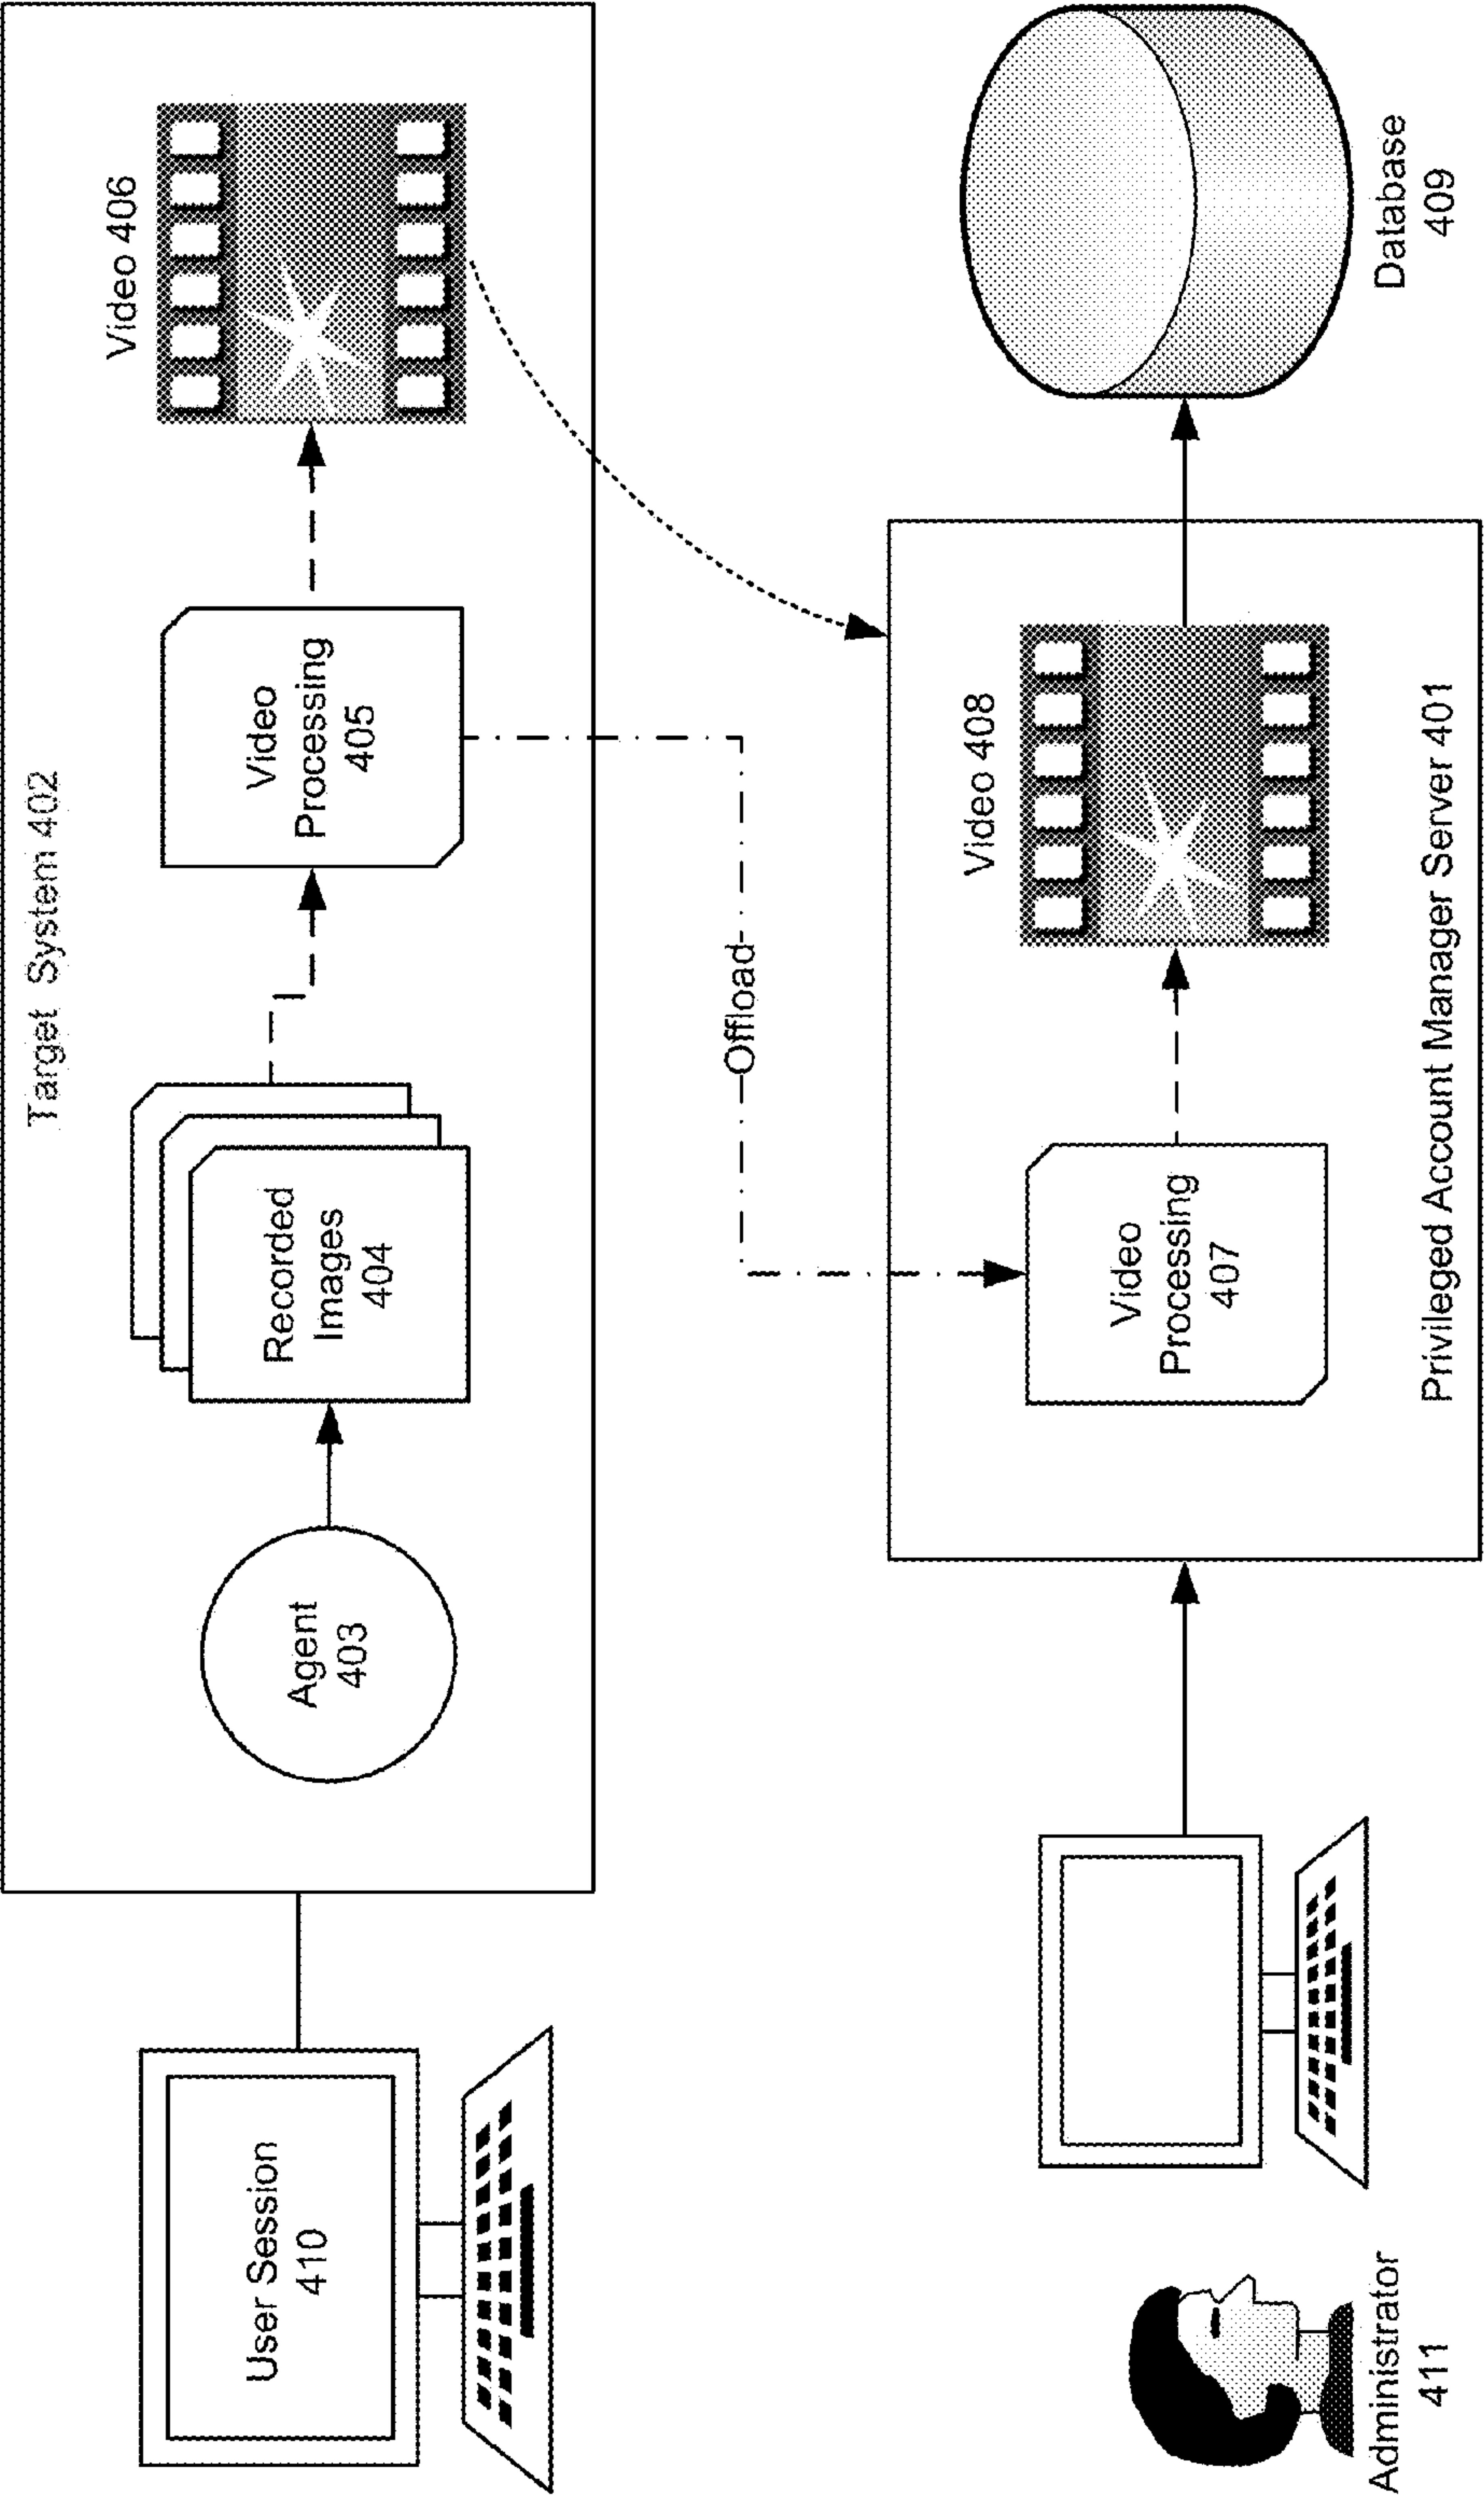 Target System 402
User Session
410
Agent
403
Recorded
Images
404
Video
Processing
405
Video 406
Offload
Administrator
411
Video
Processing
407
Video 408
Privileged Account Manager Server 401
Database
409